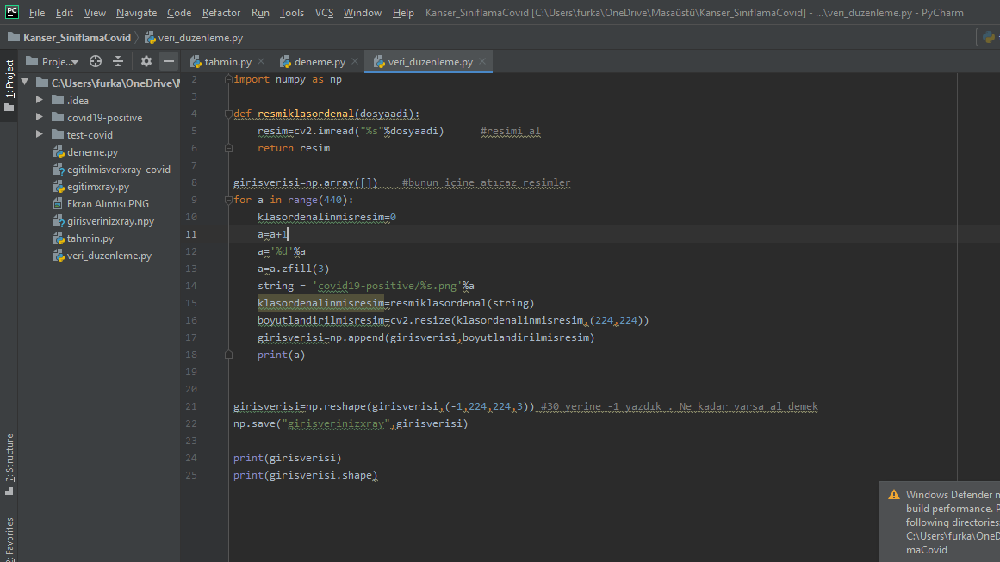 PC File Edit View Navigate Code Refactor Run Tools VCS Window Help Kanser_SiniflamaCovid [C:\Users\furka\OneDrive\Masaüstü\Kanser_SiniflamaCovid] - ...\veri_duzenleme.py - PyCharm
Kanser_SiniflamaCovid veri_duzenleme.py
1: Project
Proje..
tahmin.py deneme.py veri_duzenleme.py
C:\Users\furka\OneDrive\M
.idea
covid19-positive
test-covid
deneme.py
egitilmisverixray-covid
egitimxray.py
Ekran Alıntısı.PNG
girisverinizxray.npy
tahmin.py
veri_duzenleme.py
7: Structure
2: Favorites
2 import numpy as np
3
4 def resmiklasordenal(dosyaadi):
5 resim=cv2.imread("%s"%dosyaadi) #resimi al
6 return resim
7
8 girisverisi=np.array([]) #bunun içine atıcaz resimler
9 for a in range(440):
10 klasordenalinmisresim=0
11 a=a+1
12 a='%d'%a
13 a=a.zfill(3)
14 string = 'covid19-positive/%s.png'%a
15 klasordenalinmisresim=resmiklasordenal(string)
16 boyutlandirilmisresim=cv2.resize(klasordenalinmisresim,(224,224))
17 girisverisi=np.append(girisverisi,boyutlandirilmisresim)
18 print(a)
19
20
21 girisverisi=np.reshape(girisverisi,(-1,224,224,3)) #30 yerine -1 yazdık . Ne kadar varsa al demek
22 np.save("girisverinizxray",girisverisi)
23
24 print(girisverisi)
25 print(girisverisi.shape)
Windows Defender m
build performance. P
following directories
C:\Users\furka\OneD
maCovid